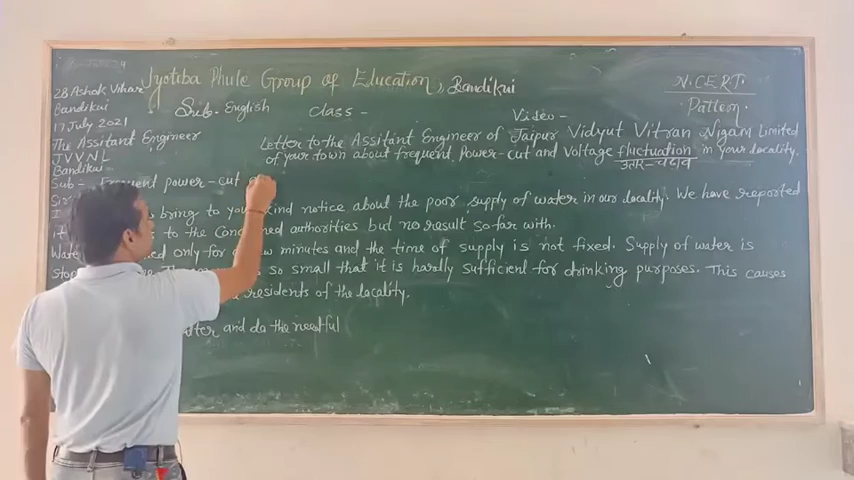 Jyotiba Phule Group of Education, Bandikui
N.C.E.R.T.
Pattern
Sub. English Class - Video -
28 Ashok Vihar
Bandikui
17 July 2021
The Assitant Engineer
J.V.V.N.L
Bandikui
Letter to the Assitant Engineer of Jaipur Vidyut Vitran Nigam Limited
of your town about frequent Power-cut and Voltage fluctuation in your locality.
उतार-चढ़ाव
Sub - Frequent power-cut
bring to your kind notice about the poor supply of water in our locality. We have reported
it to the Concerned authorities but no result so far with.
Water only for a few minutes and the time of supply is not fixed. Supply of water is
so small that it is hardly sufficient for drinking purposes. This causes
residents of the locality.
and do the needful